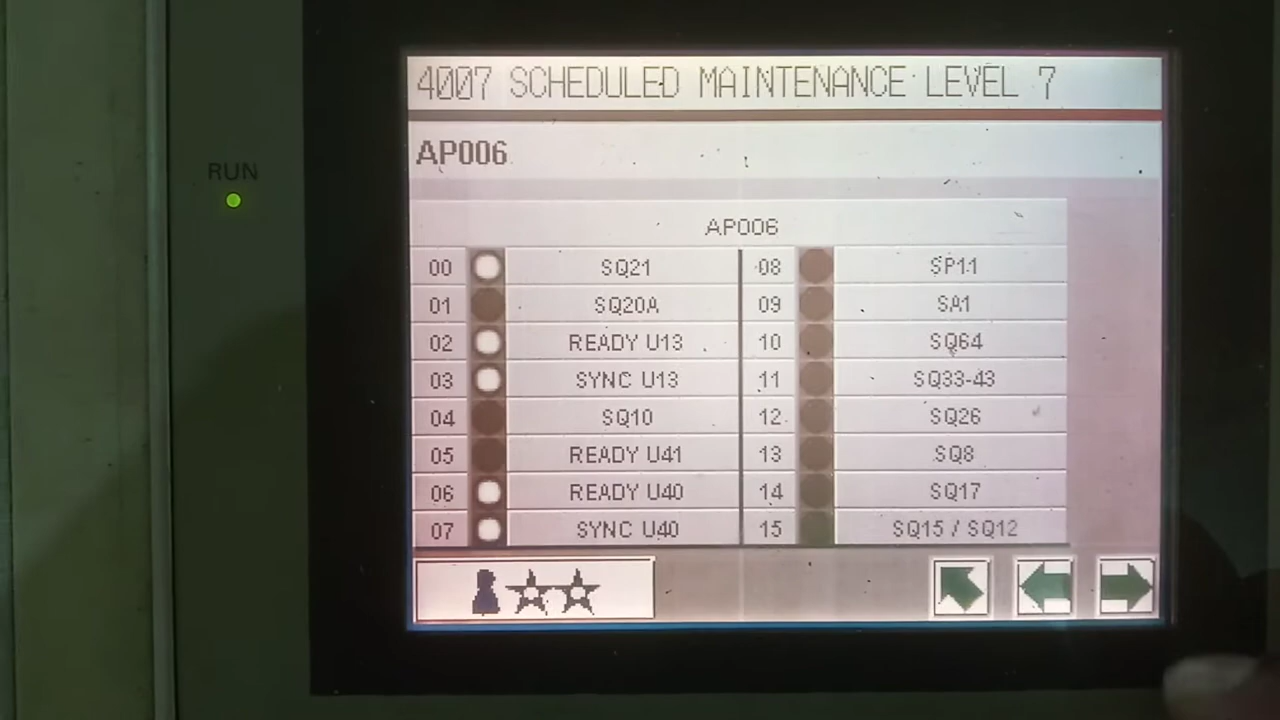 4007 SCHEDULED MAINTENANCE LEVEL 7
AP006
RUN
AP006
00 SQ21 08 SP11
01 SQ20A 09 SA1
02 READY U13 10 SQ64
03 SYNC U13 11 SQ33-43
04 SQ10 12 SQ26
05 READY U41 13 SQ8
06 READY U40 14 SQ17
07 SYNC U40 15 SQ15 / SQ12